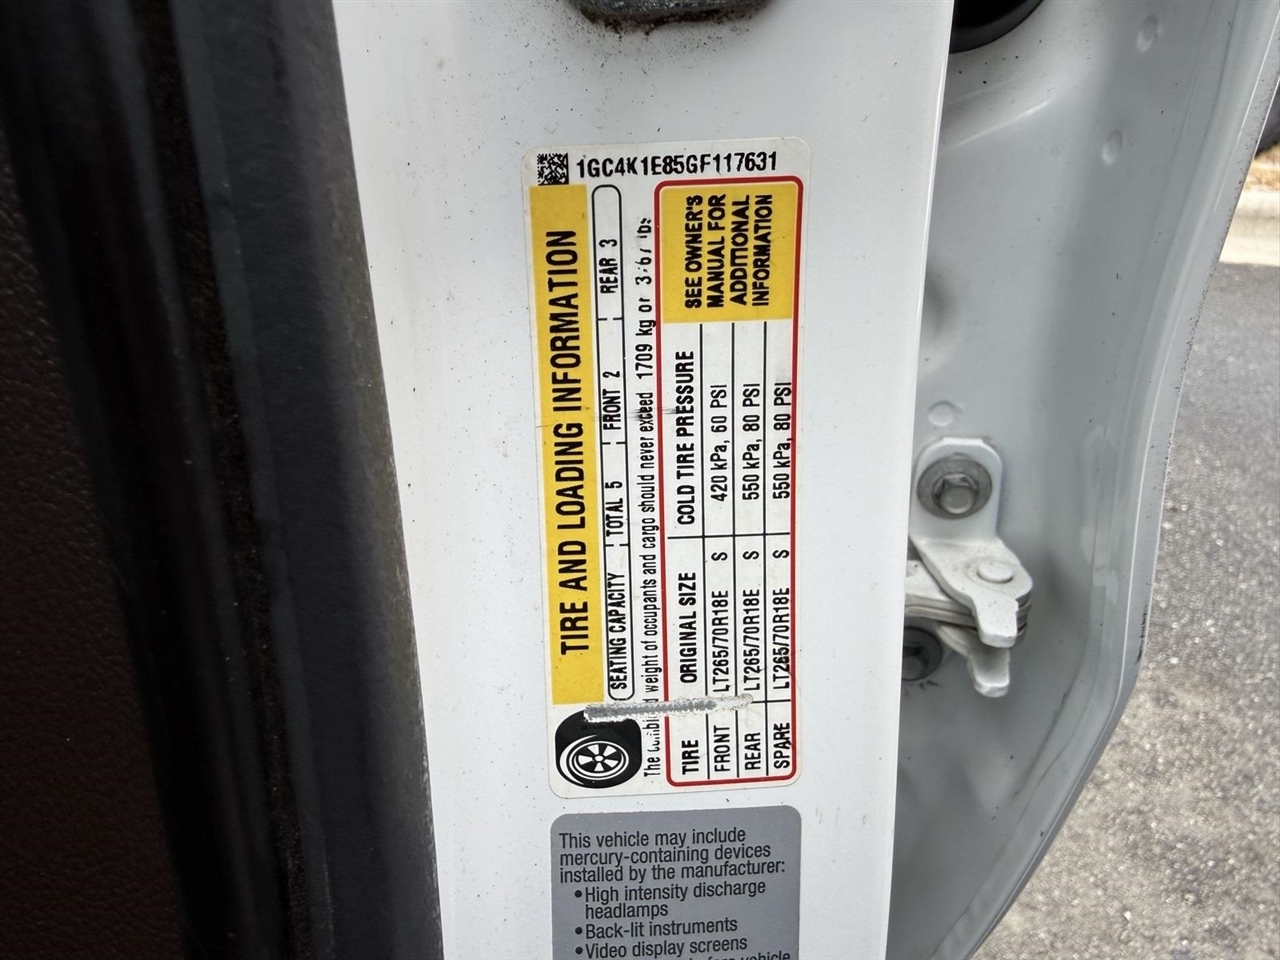 1GC4K1E85GF117631
TIRE AND LOADING INFORMATION
SEATING CAPACITY TOTAL 5 FRONT 2 REAR 3
The weight of occupants and cargo should never exceed 1709 kg or lbs
TIRE ORIGINAL SIZE COLD TIRE PRESSURE
FRONT LT265/70R18E S 420 kPa, 60 PSI
REAR LT265/70R18E S 550 kPa, 80 PSI
SPARE LT265/70R18E S 550 kPa, 80 PSI
SEE OWNER'S
MANUAL FOR
ADDITIONAL
INFORMATION
This vehicle may include
mercury-containing devices
installed by the manufacturer:
•High intensity discharge
headlamps
•Back-lit instruments
•Video display screens
before vehicle